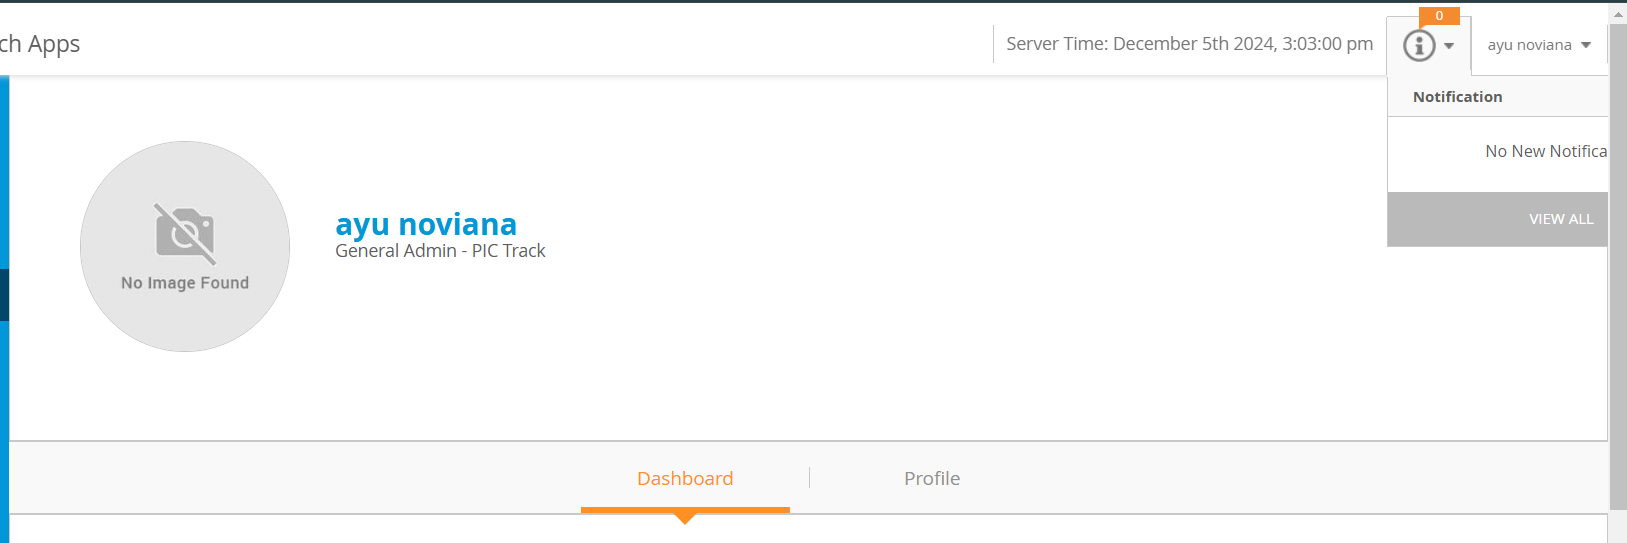 ch Apps
Server Time: December 5th 2024, 3:03:00 pm
0
ayu noviana
Notification
No New Notifica
VIEW ALL
No Image Found
ayu noviana
General Admin - PIC Track
Dashboard
Profile